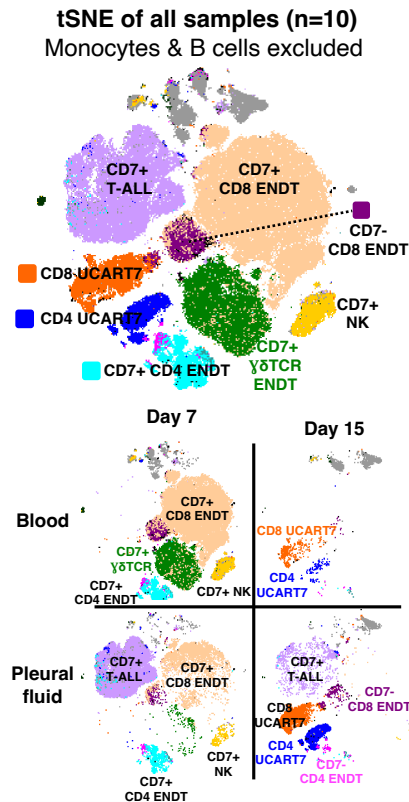 tSNE of all samples (n=10)
Monocytes & B cells excluded
CD7+
T-ALL
CD7+
CD8 ENDT
CD7-
CD8 ENDT
CD8 UCART7
CD4 UCART7
CD7+
NK
CD7+ CD4 ENDT
CD7+
ɣδTCR
ENDT
Day 7
Day 15
Blood
CD7+
CD8 ENDT
CD7+
ɣδTCR
CD7+
CD4 ENDT
CD7+ NK
CD8 UCART7
CD4
UCART7
Pleural
fluid
CD7+
T-ALL
CD7+
CD8 ENDT
CD7+
CD4 ENDT
CD7+
NK
CD7+
T-ALL
CD7-
CD8 ENDT
CD8
UCART7
CD4
UCART7
CD7-
CD4 ENDT